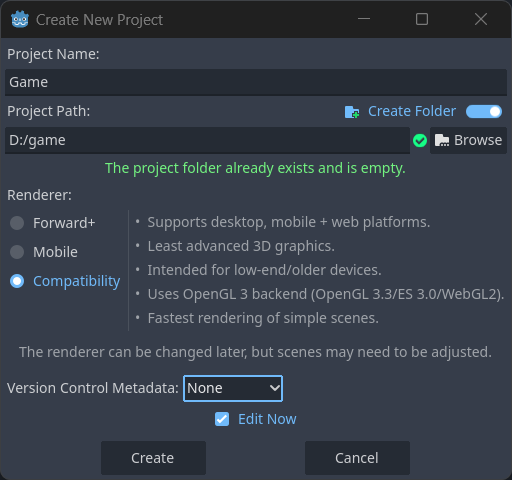 Create New Project
Project Name:
Game
Project Path:
Create Folder
D:/game
Browse
The project folder already exists and is empty.
Renderer:
Forward+
Mobile
Compatibility
• Supports desktop, mobile + web platforms.
• Least advanced 3D graphics.
• Intended for low-end/older devices.
• Uses OpenGL 3 backend (OpenGL 3.3/ES 3.0/WebGL2).
• Fastest rendering of simple scenes.
The renderer can be changed later, but scenes may need to be adjusted.
Version Control Metadata: None
Edit Now
Create
Cancel